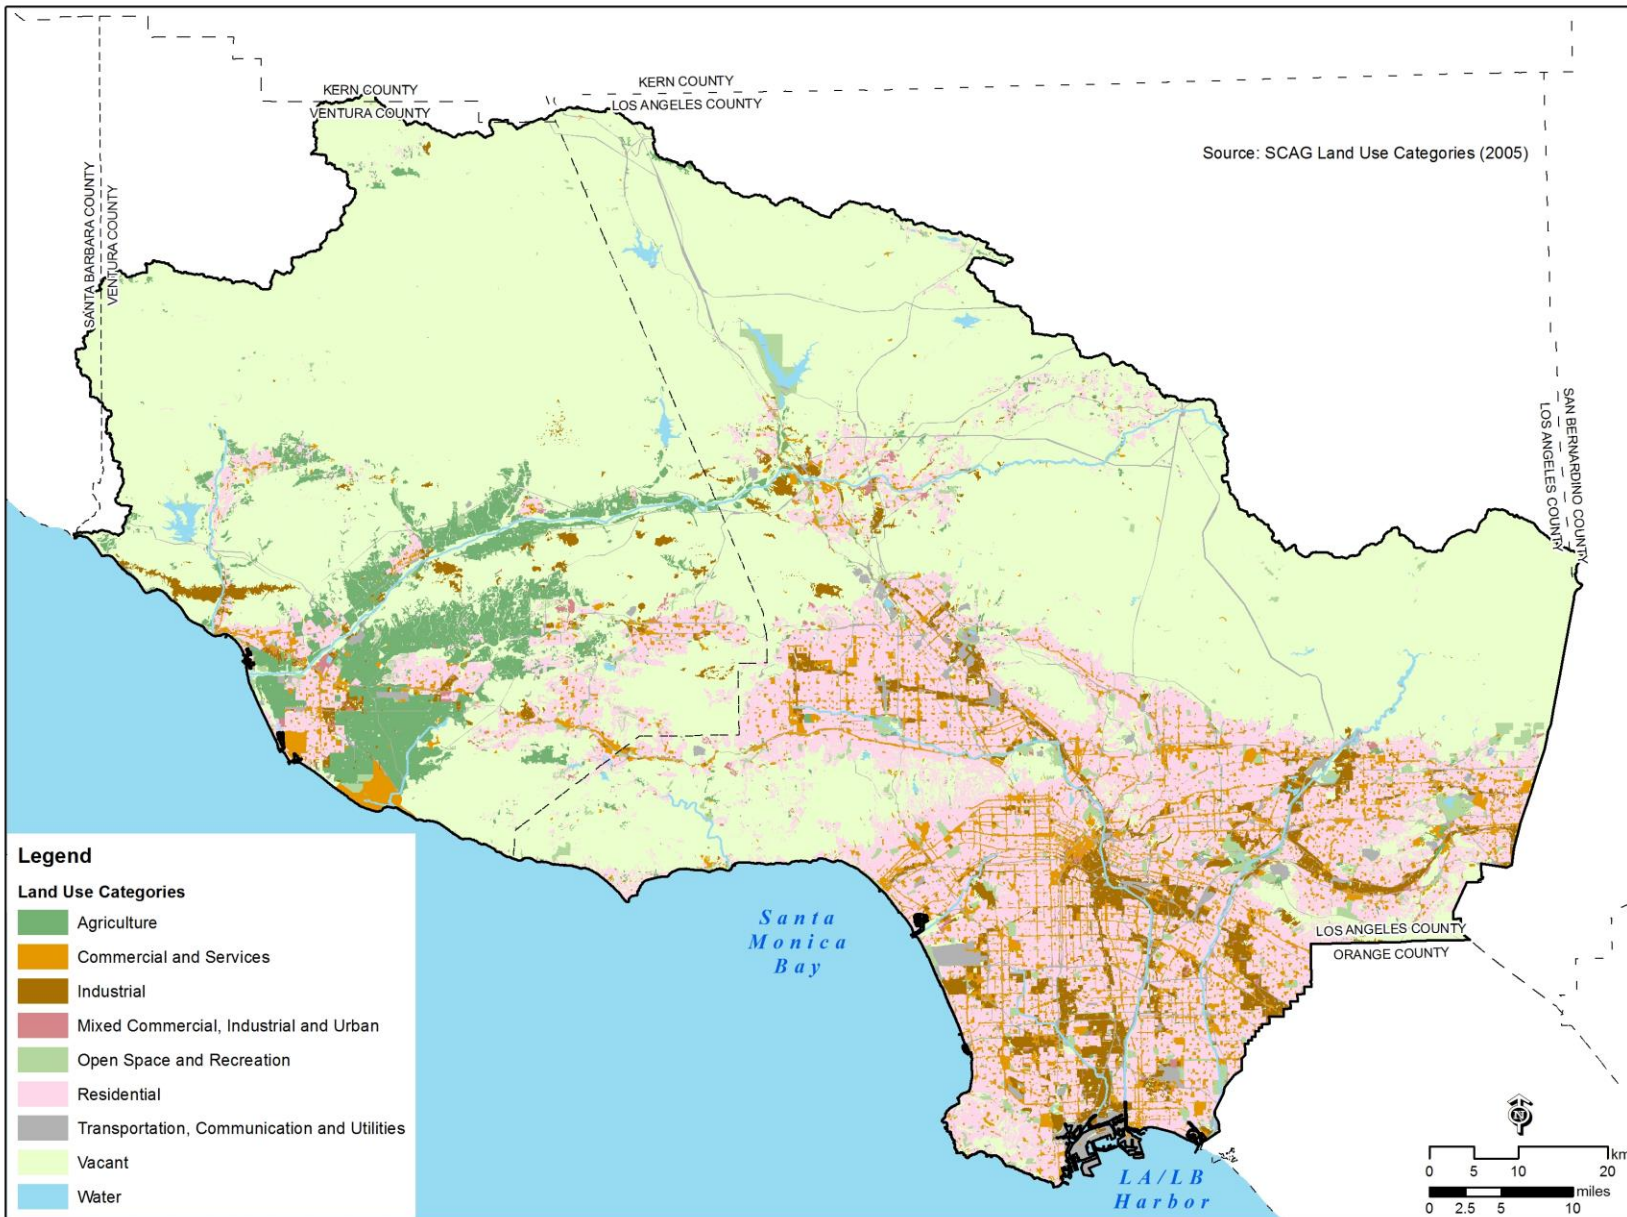 KERN COUNTY
VENTURA COUNTY
KERN COUNTY
LOS ANGELES COUNTY
Source: SCAG Land Use Categories (2005)
SANTA BARBARA COUNTY
VENTURA COUNTY
SAN BERNARDINO COUNTY
LOS ANGELES COUNTY
LOS ANGELES COUNTY
ORANGE COUNTY
Santa
Monica
Bay
LA/LB
Harbor
Legend
Land Use Categories
Agriculture
Commercial and Services
Industrial
Mixed Commercial, Industrial and Urban
Open Space and Recreation
Residential
Transportation, Communication and Utilities
Vacant
Water
N
km
0 5 10 20
miles
0 2.5 5 10